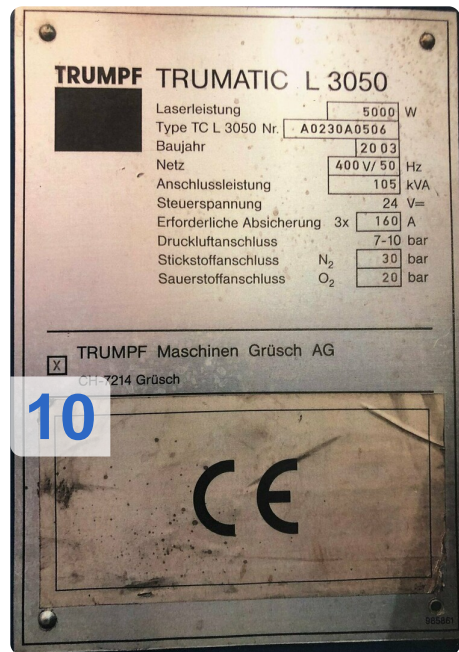 TRUMPF TRUMATIC L 3050
Laserleistung 5000 W
Type TC L 3050 Nr. A0230A0506
Baujahr 2003
Netz 400 V/ 50 Hz
Anschlussleistung 105 kVA
Steuerspannung 24 V=
Erforderliche Absicherung 3x 160 A
Druckluftanschluss 7-10 bar
Stickstoffanschluss N₂ 30 bar
Sauerstoffanschluss O₂ 20 bar
X TRUMPF Maschinen Grüsch AG
CH-7214 Grüsch
10
CE
985861